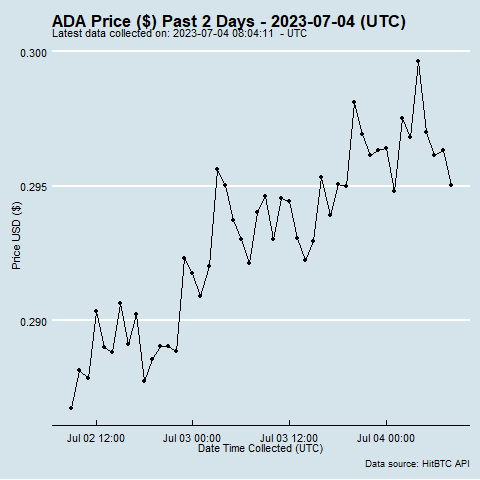 ADA Price ($) Past 2 Days - 2023-07-04 (UTC)
Latest data collected on: 2023-07-04 08:04:11 - UTC
0.300
0.295
0.290
Price USD ($)
Jul 02 12:00 Jul 03 00:00 Jul 03 12:00 Jul 04 00:00
Date Time Collected (UTC)
Data source: HitBTC API